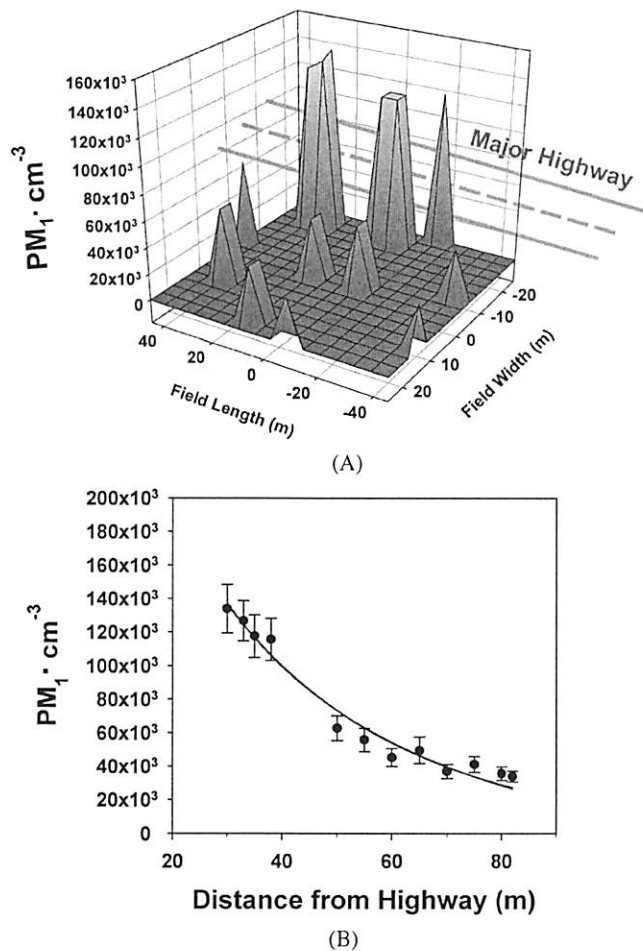 160x10³
140x10³
120x10³
100x10³
80x10³
60x10³
40x10³
20x10³
0
PM₁· cm⁻³
Major Highway
40
20
0
-20
-40
Field Length (m)
20
10
0
-10
-20
Field Width (m)
(A)
200x10³
180x10³
160x10³
140x10³
120x10³
100x10³
80x10³
60x10³
40x10³
20x10³
0
PM₁· cm⁻³
20
40
60
80
Distance from Highway (m)
(B)